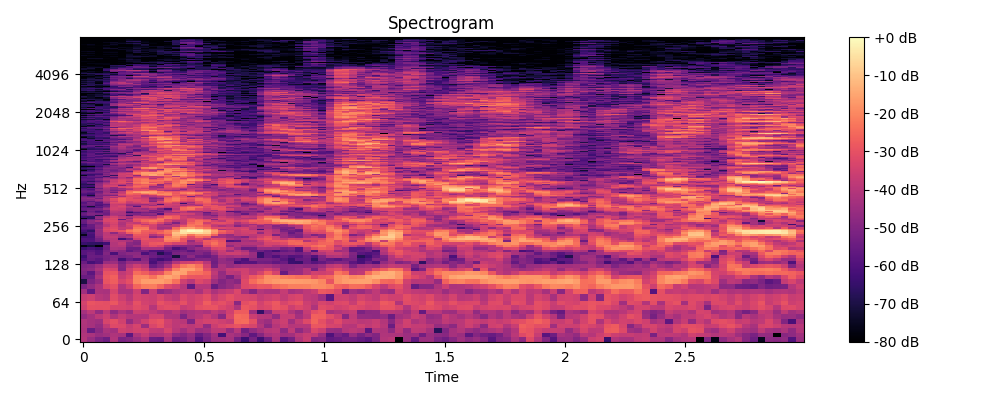 Spectrogram
+0 dB
4096
-10 dB
2048
-20 dB
1024
-30 dB
Hz
512
-40 dB
256
-50 dB
128
-60 dB
64
-70 dB
0
-80 dB
0 0.5 1 1.5 2 2.5
Time